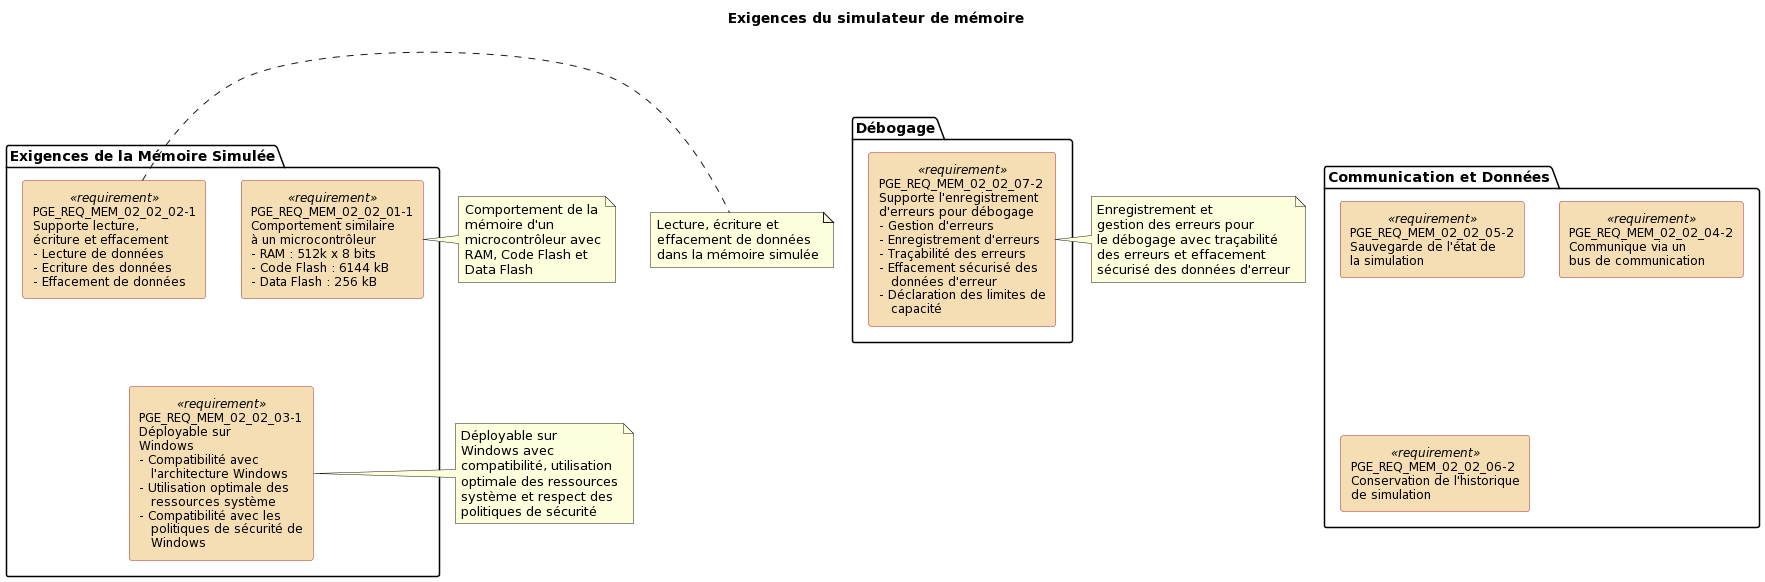 Exigences du simulateur de mémoire
Exigences de la Mémoire Simulée
«requirement»
PGE_REQ_MEM_02_02_02-1
Supporte lecture,
écriture et effacement
- Lecture de données
- Ecriture des données
- Effacement de données
«requirement»
PGE_REQ_MEM_02_02_01-1
Comportement similaire
à un microcontrôleur
- RAM : 512k x 8 bits
- Code Flash : 6144 kB
- Data Flash : 256 kB
Comportement de la
mémoire d'un
microcontrôleur avec
RAM, Code Flash et
Data Flash
Lecture, écriture et
effacement de données
dans la mémoire simulée
«requirement»
PGE_REQ_MEM_02_02_03-1
Déployable sur
Windows
- Compatibilité avec
l'architecture Windows
- Utilisation optimale des
ressources système
- Compatibilité avec les
politiques de sécurité de
Windows
Déployable sur
Windows avec
compatibilité, utilisation
optimale des ressources
système et respect des
politiques de sécurité
Débogage
«requirement»
PGE_REQ_MEM_02_02_07-2
Supporte l'enregistrement
d'erreurs pour débogage
- Gestion d'erreurs
- Enregistrement d'erreurs
- Traçabilité des erreurs
- Effacement sécurisé des
données d'erreur
- Déclaration des limites de
capacité
Enregistrement et
gestion des erreurs pour
le débogage avec traçabilité
des erreurs et effacement
sécurisé des données d'erreur
Communication et Données
«requirement»
PGE_REQ_MEM_02_02_05-2
Sauvegarde de l'état de
la simulation
«requirement»
PGE_REQ_MEM_02_02_04-2
Communique via un
bus de communication
«requirement»
PGE_REQ_MEM_02_02_06-2
Conservation de l'historique
de simulation